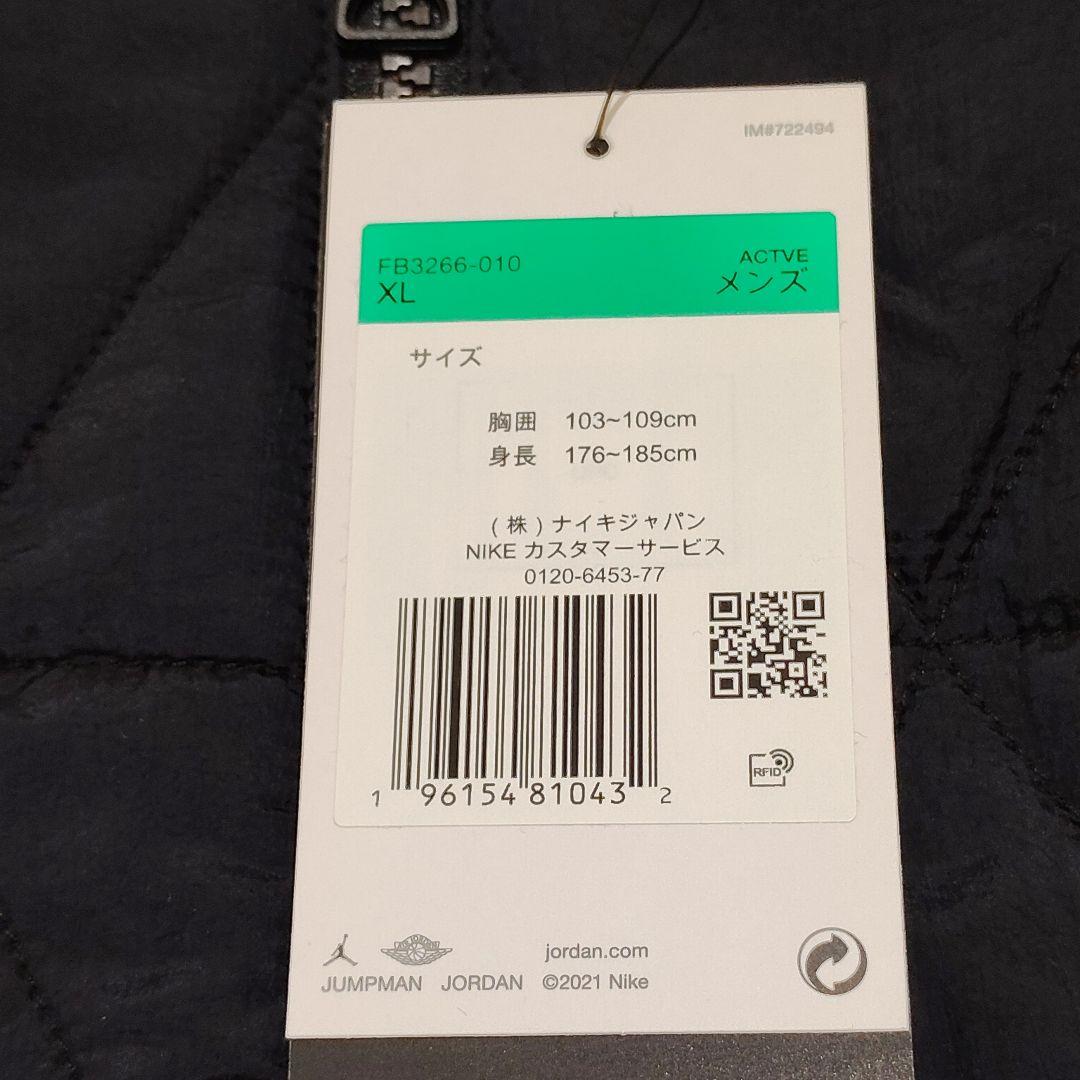 IM#722494
FB3266-010 ACTVE
XL メンズ
サイズ
胸囲 103~109cm
身長 176~185cm
(株)ナイキジャパン
NIKE カスタマーサービス
0120-6453-77
RFID
1 96154 81043 2
AIR JORDAN
jordan.com
JUMPMAN JORDAN ©2021 Nike